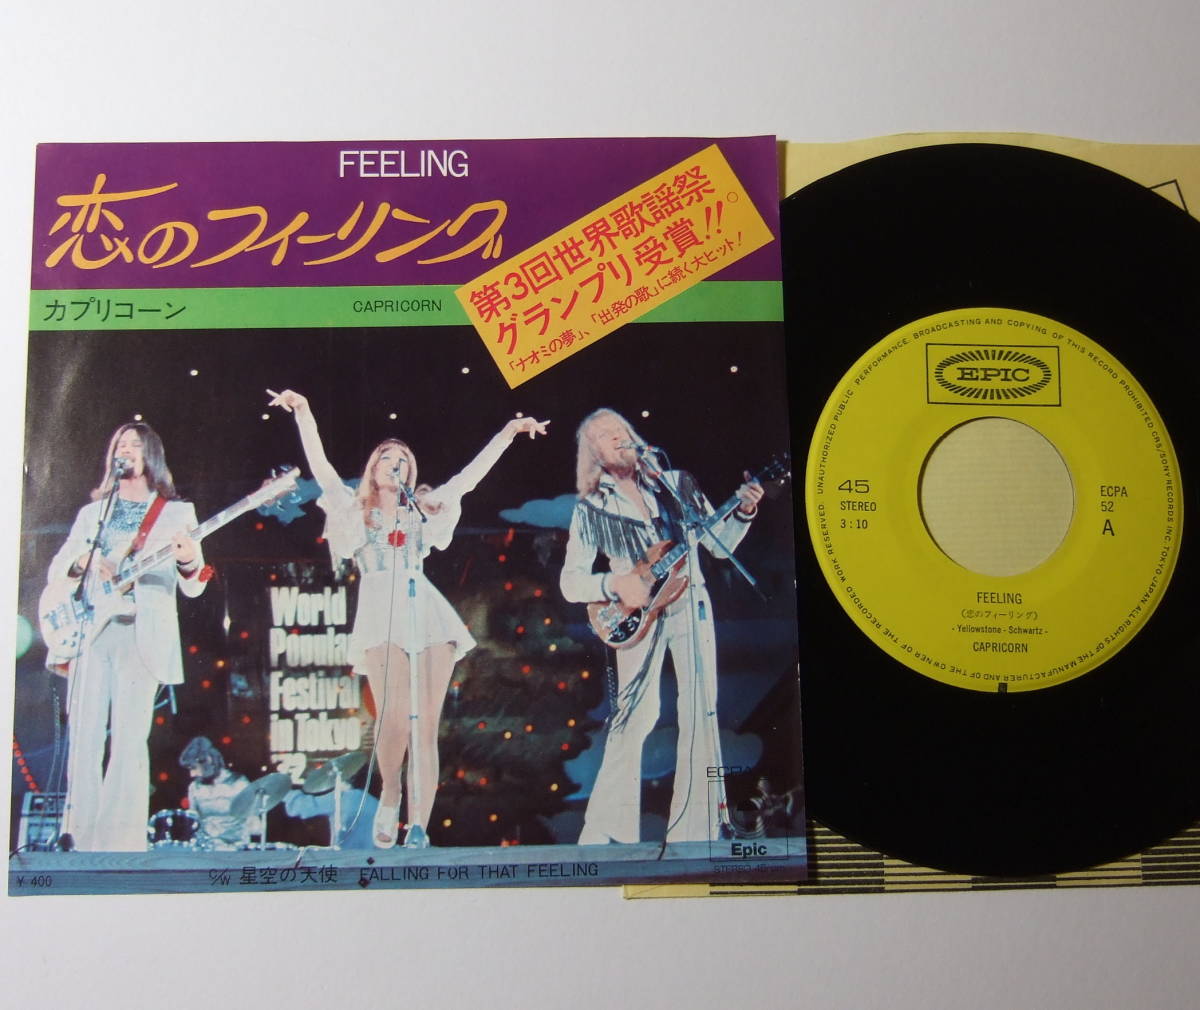 FEELING
恋のフィーリング
カプリコーン
CAPRICORN
第3回世界歌謡祭
グランプリ受賞!!
「ナオミの夢」、「出発の歌」に続く大ヒット!
World
Popular
Festival
in Tokyo
'72
Epic
¥ 400
C/W 星空の天使 FALLING FOR THAT FEELING
EPIC
UNAUTHORIZED PUBLIC PERFORMANCE, BROADCASTING AND COPYING OF THIS RECORD PROHIBITED CBS/SONY RECORDS INC. TOKYO JAPAN ALL RIGHTS OF THE MANUFACTURER AND OF THE OWNER OF THE RECORDED WORK RESERVED.
45
STEREO
3:10
ECPA
52
A
FEELING
(恋のフィーリング)
- Yellowstone - Schwartz -
CAPRICORN